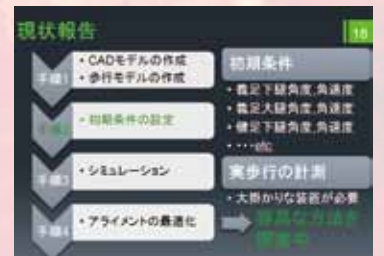 現状報告
18
手順1
・CADモデルの作成
・歩行モデルの作成
手順2
・初期条件の設定
手順3
・シミュレーション
手順4
・アライメントの最適化
初期条件
・義足下腿角度,角速度
・義足大腿角度,角速度
・健足下腿角度,角速度
・・・・etc
実歩行の計測
・大掛かりな装置が必要
容易な方法を